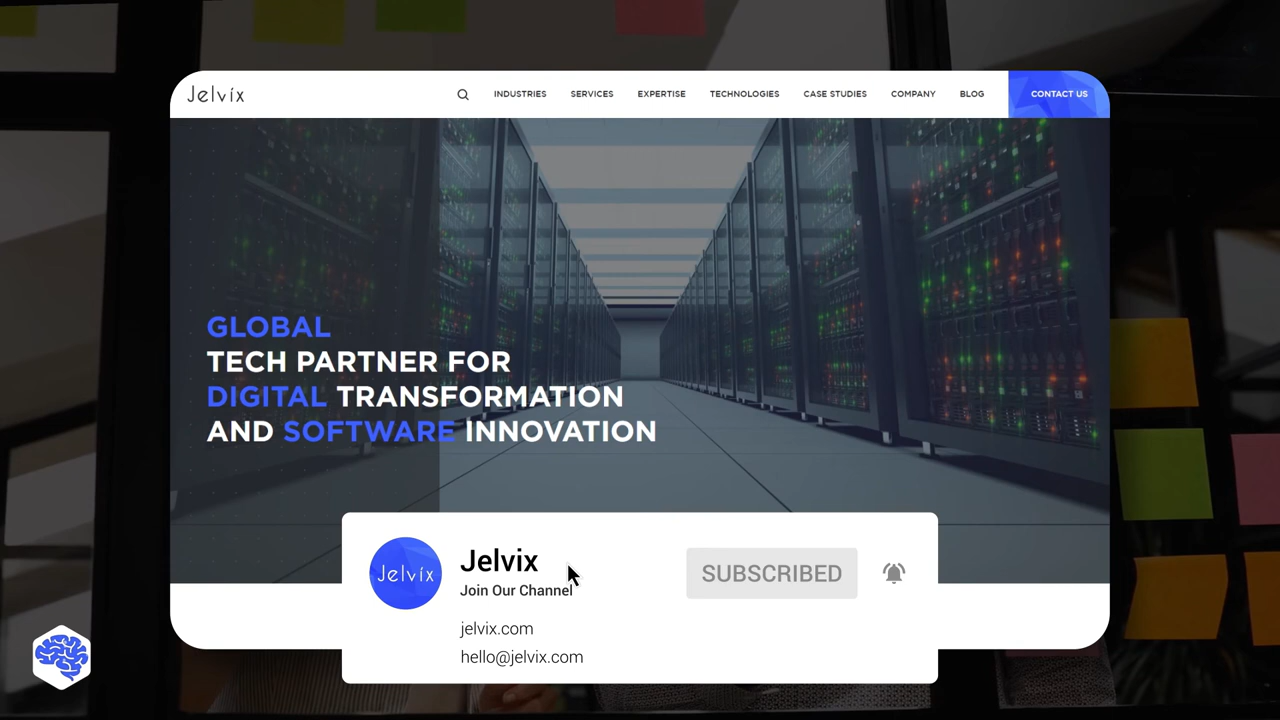 Jelvix
INDUSTRIES SERVICES EXPERTISE TECHNOLOGIES CASE STUDIES COMPANY BLOG CONTACT US
GLOBAL
TECH PARTNER FOR
DIGITAL TRANSFORMATION
AND SOFTWARE INNOVATION
Jelvix
Jelvix
SUBSCRIBED
Join Our Channel
jelvix.com
hello@jelvix.com